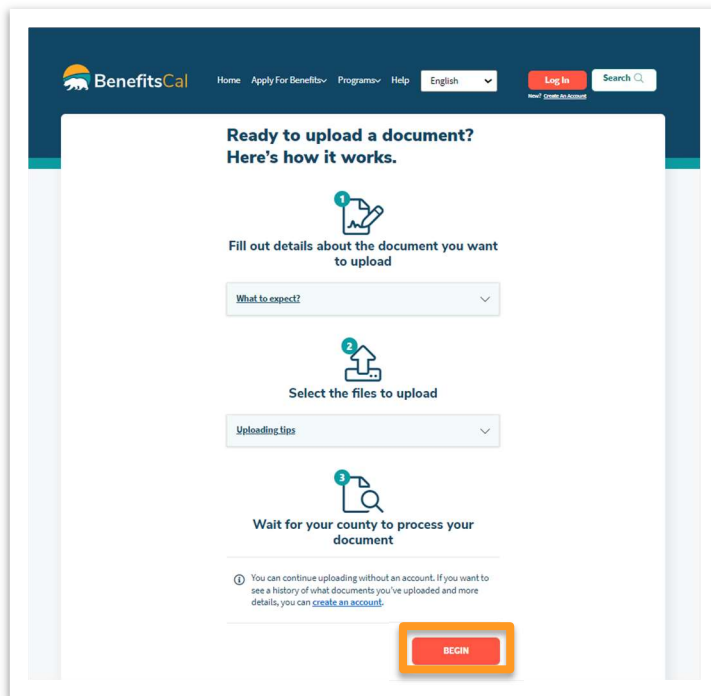 BenefitsCal
Home Apply For Benefits Programs Help English Log In Search
New? Create An Account
Ready to upload a document?
Here's how it works.
1
Fill out details about the document you want
to upload
What to expect?
2
Select the files to upload
Uploading tips
3
Wait for your county to process your
document
You can continue uploading without an account. If you want to
see a history of what documents you've uploaded and more
details, you can create an account.
BEGIN